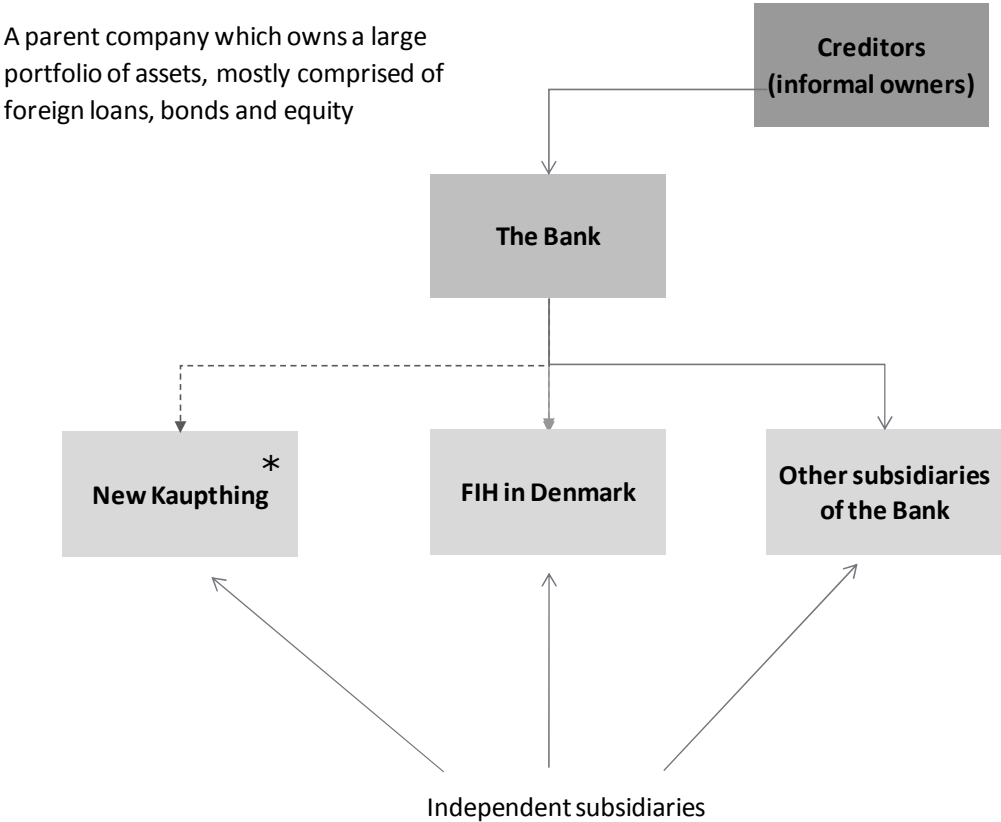 A parent company which owns a large
portfolio of assets, mostly comprised of
foreign loans, bonds and equity
Creditors
(informal owners)
The Bank
*
New Kaupthing
FIH in Denmark
Other subsidiaries
of the Bank
Independent subsidiaries